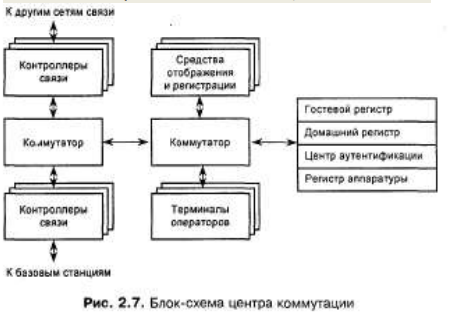 К другим сетям связи
Контроллеры
связи
Средства
отображения
и регистрации
Коммутатор
Коммутатор
Гостевой регистр
Домашний регистр
Центр аутентификации
Регистр аппаратуры
Контроллеры
связи
Терминалы
операторов
К базовым станциям
Рис. 2.7. Блок-схема центра коммутации